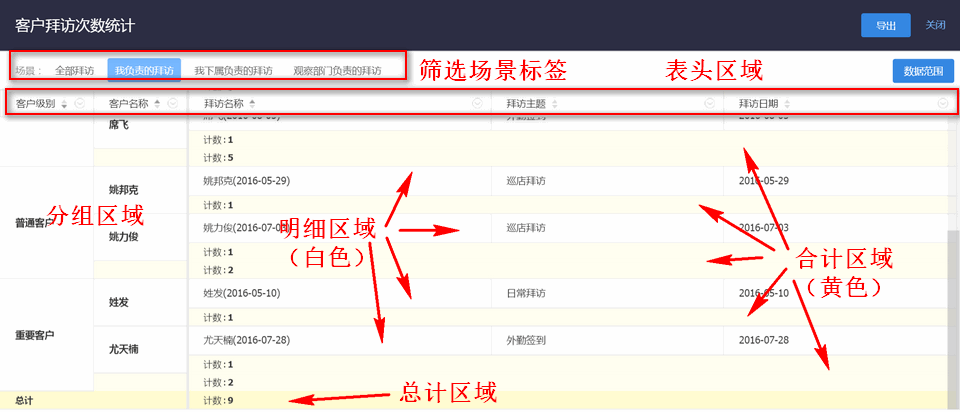 客户拜访次数统计
导出 关闭
场景： 全部拜访 我负责的拜访 我下属负责的拜访 观察部门负责的拜访
筛选场景标签 表头区域
数据范围
客户级别 客户名称 拜访名称 拜访主题 拜访日期
席飞
计数:1
计数:5
姚邦克 姚邦克(2016-05-29) 巡店拜访 2016-05-29
计数:1
普通客户
分组区域
姚力俊 姚力俊(2016-07-03) 巡店拜访 2016-07-03
明细区域
（白色）
计数:1
计数:2
合计区域
（黄色）
姓发 姓发(2016-05-10) 日常拜访 2016-05-10
计数:1
重要客户
尤天楠 尤天楠(2016-07-28) 外勤签到 2016-07-28
计数:1
计数:2
总计 计数:9
总计区域